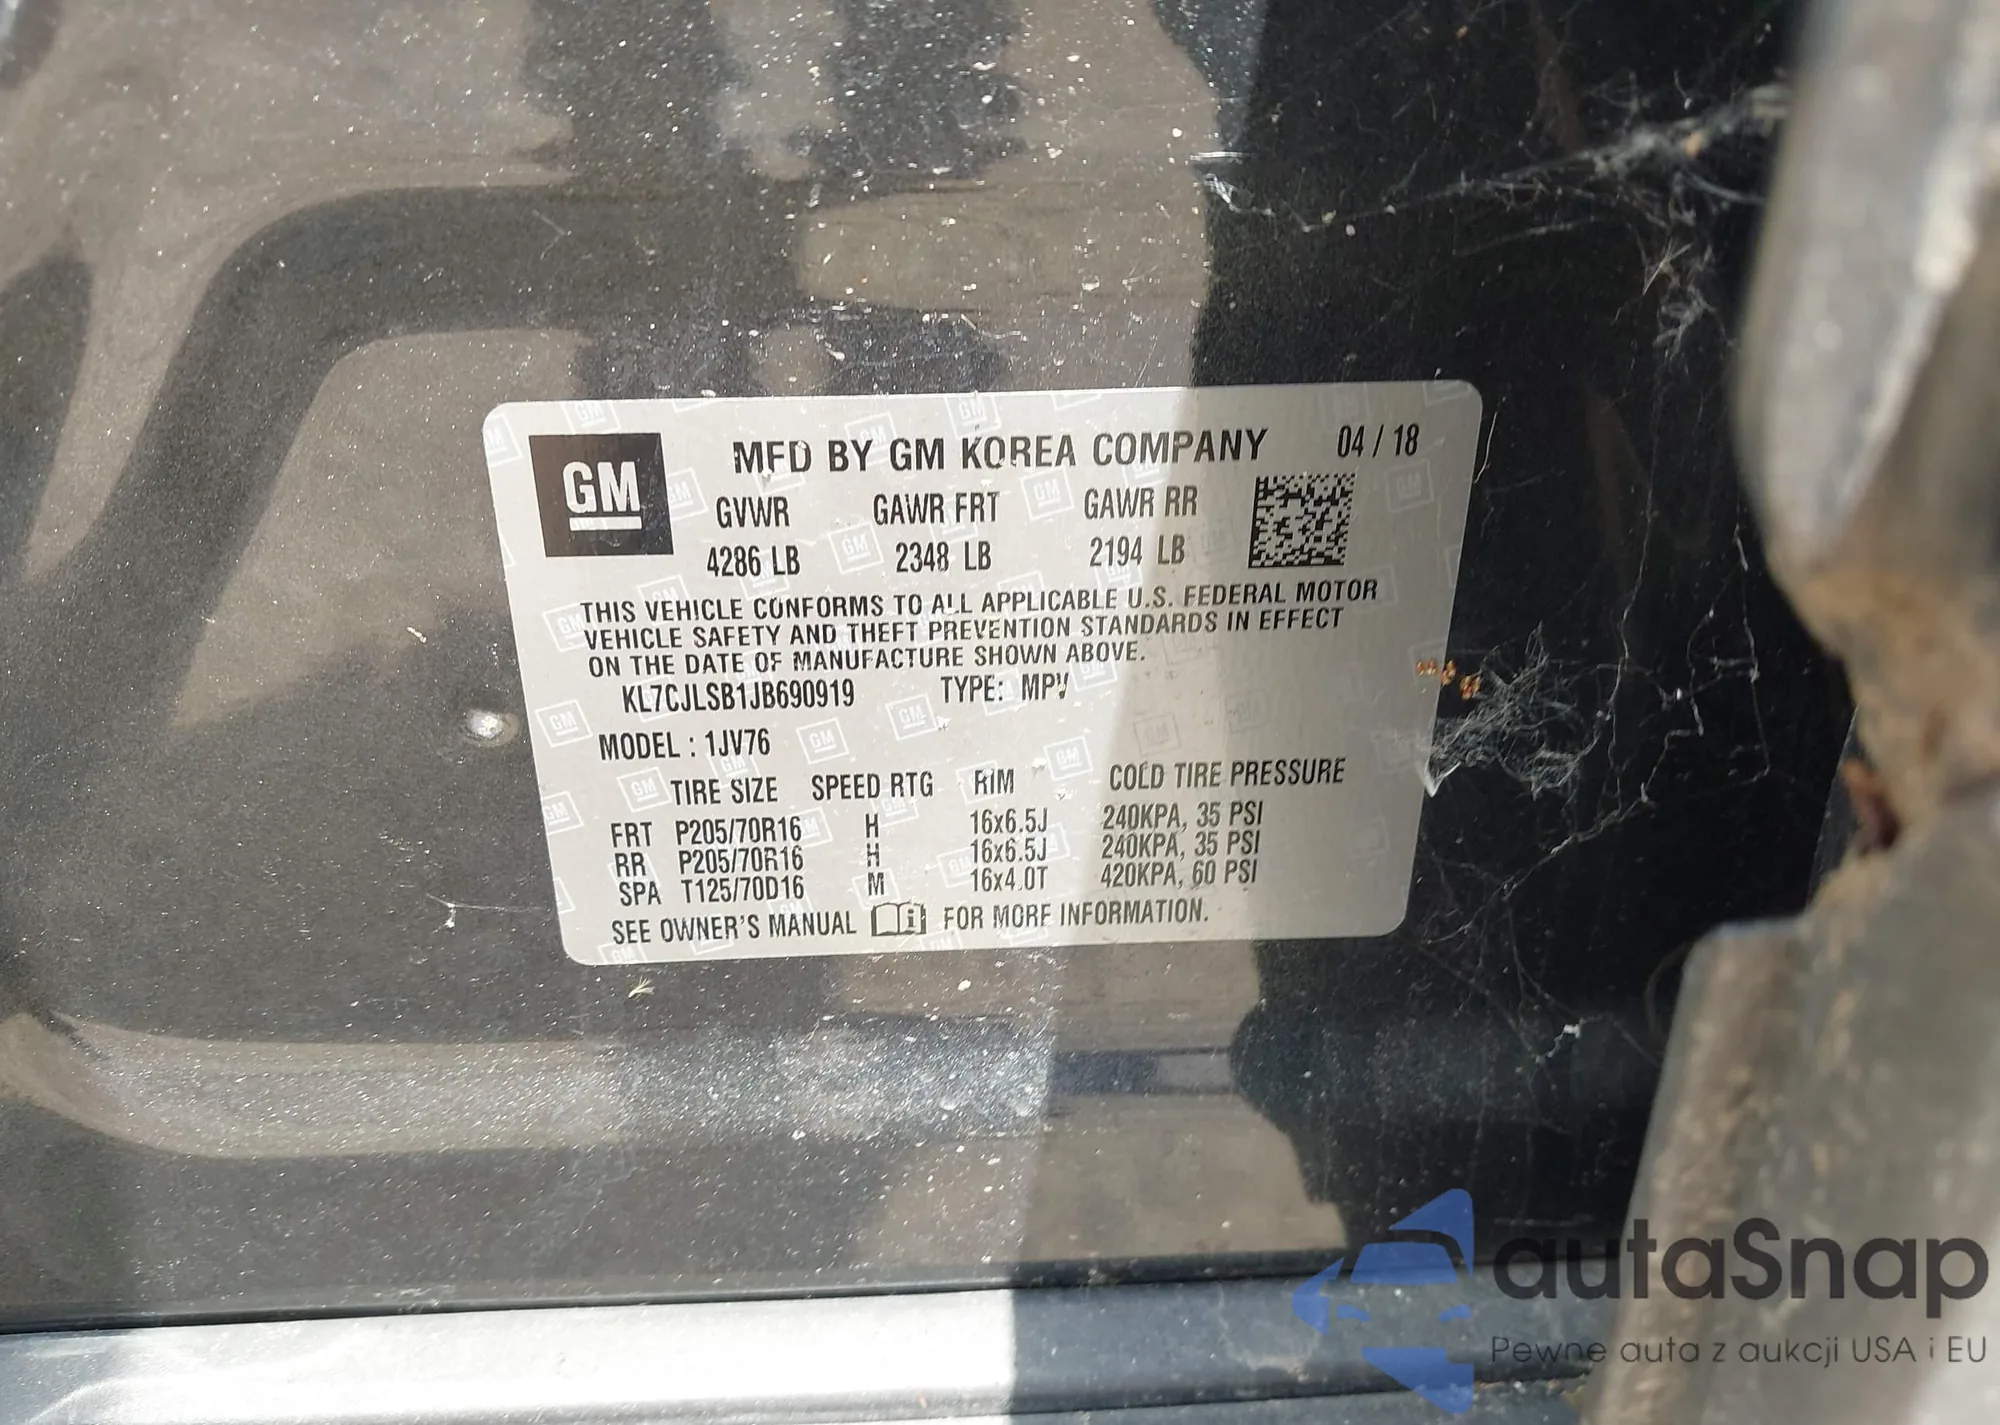 GM
MFD BY GM KOREA COMPANY 04 / 18
GVWR GAWR FRT GAWR RR
4286 LB 2348 LB 2194 LB
THIS VEHICLE CONFORMS TO ALL APPLICABLE U.S. FEDERAL MOTOR
VEHICLE SAFETY AND THEFT PREVENTION STANDARDS IN EFFECT
ON THE DATE OF MANUFACTURE SHOWN ABOVE.
KL7CJLSB1JB690919 TYPE: MPV
MODEL : 1JV76
TIRE SIZE SPEED RTG RIM COLD TIRE PRESSURE
FRT P205/70R16 H 16x6.5J 240KPA, 35 PSI
RR P205/70R16 H 16x6.5J 240KPA, 35 PSI
SPA T125/70D16 M 16x4.0T 420KPA, 60 PSI
SEE OWNER'S MANUAL FOR MORE INFORMATION.
autaSnap
Pewne auta z aukcji USA i EU